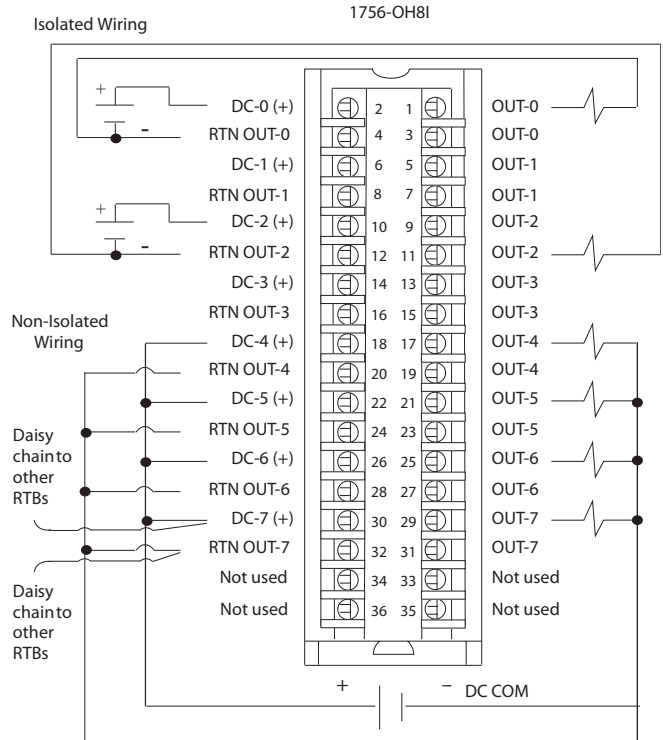 1756-OH8I
Isolated Wiring
+
-
DC-0 (+) 2 1 OUT-0
RTN OUT-0 4 3 OUT-0
DC-1 (+) 6 5 OUT-1
RTN OUT-1 8 7 OUT-1
+
-
DC-2 (+) 10 9 OUT-2
RTN OUT-2 12 11 OUT-2
DC-3 (+) 14 13 OUT-3
RTN OUT-3 16 15 OUT-3
Non-Isolated
Wiring
DC-4 (+) 18 17 OUT-4
RTN OUT-4 20 19 OUT-4
DC-5 (+) 22 21 OUT-5
RTN OUT-5 24 23 OUT-5
Daisy
chain to
other
RTBs
DC-6 (+) 26 25 OUT-6
RTN OUT-6 28 27 OUT-6
DC-7 (+) 30 29 OUT-7
RTN OUT-7 32 31 OUT-7
Not used 34 33 Not used
Not used 36 35 Not used
Daisy
chain to
other
RTBs
+ – DC COM